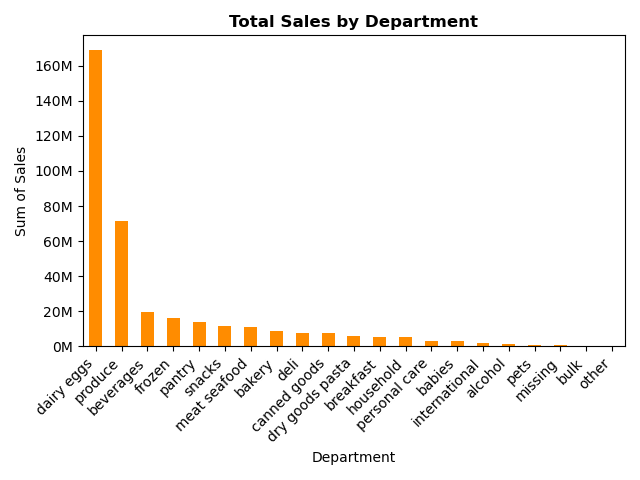 Total Sales by Department
160M
140M
120M
100M
80M
60M
40M
20M
0M
Sum of Sales
dairy eggs
produce
beverages
frozen
pantry
snacks
meat seafood
bakery
deli
canned goods
dry goods pasta
breakfast
household
personal care
babies
international
alcohol
pets
missing
bulk
other
Department